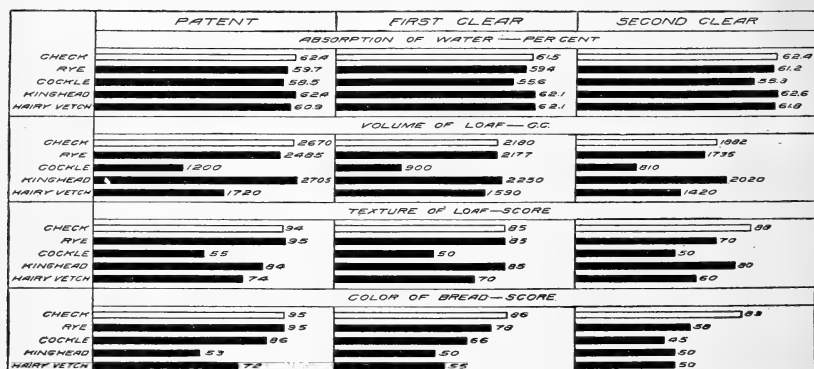 PATENT FIRST CLEAR SECOND CLEAR
ABSORPTION OF WATER—PER CENT
CHECK 62.4 61.5 62.4
RYE 59.7 59.4 61.2
COCKLE 58.5 55.6 58.3
KINGHEAD 62.4 62.1 62.6
HAIRY VETCH 60.9 62.1 61.8
VOLUME OF LOAF—C.C.
CHECK 2670 2180 1882
RYE 2485 2177 1735
COCKLE 1200 900 810
KINGHEAD 2705 2250 2020
HAIRY VETCH 1720 1590 1420
TEXTURE OF LOAF—SCORE
CHECK 94 85 88
RYE 95 85 70
COCKLE 55 50 50
KINGHEAD 84 85 80
HAIRY VETCH 74 70 60
COLOR OF BREAD—SCORE.
CHECK 95 86 83
RYE 95 78 58
COCKLE 86 66 45
KINGHEAD 53 50 50
HAIRY VETCH 72 55 50